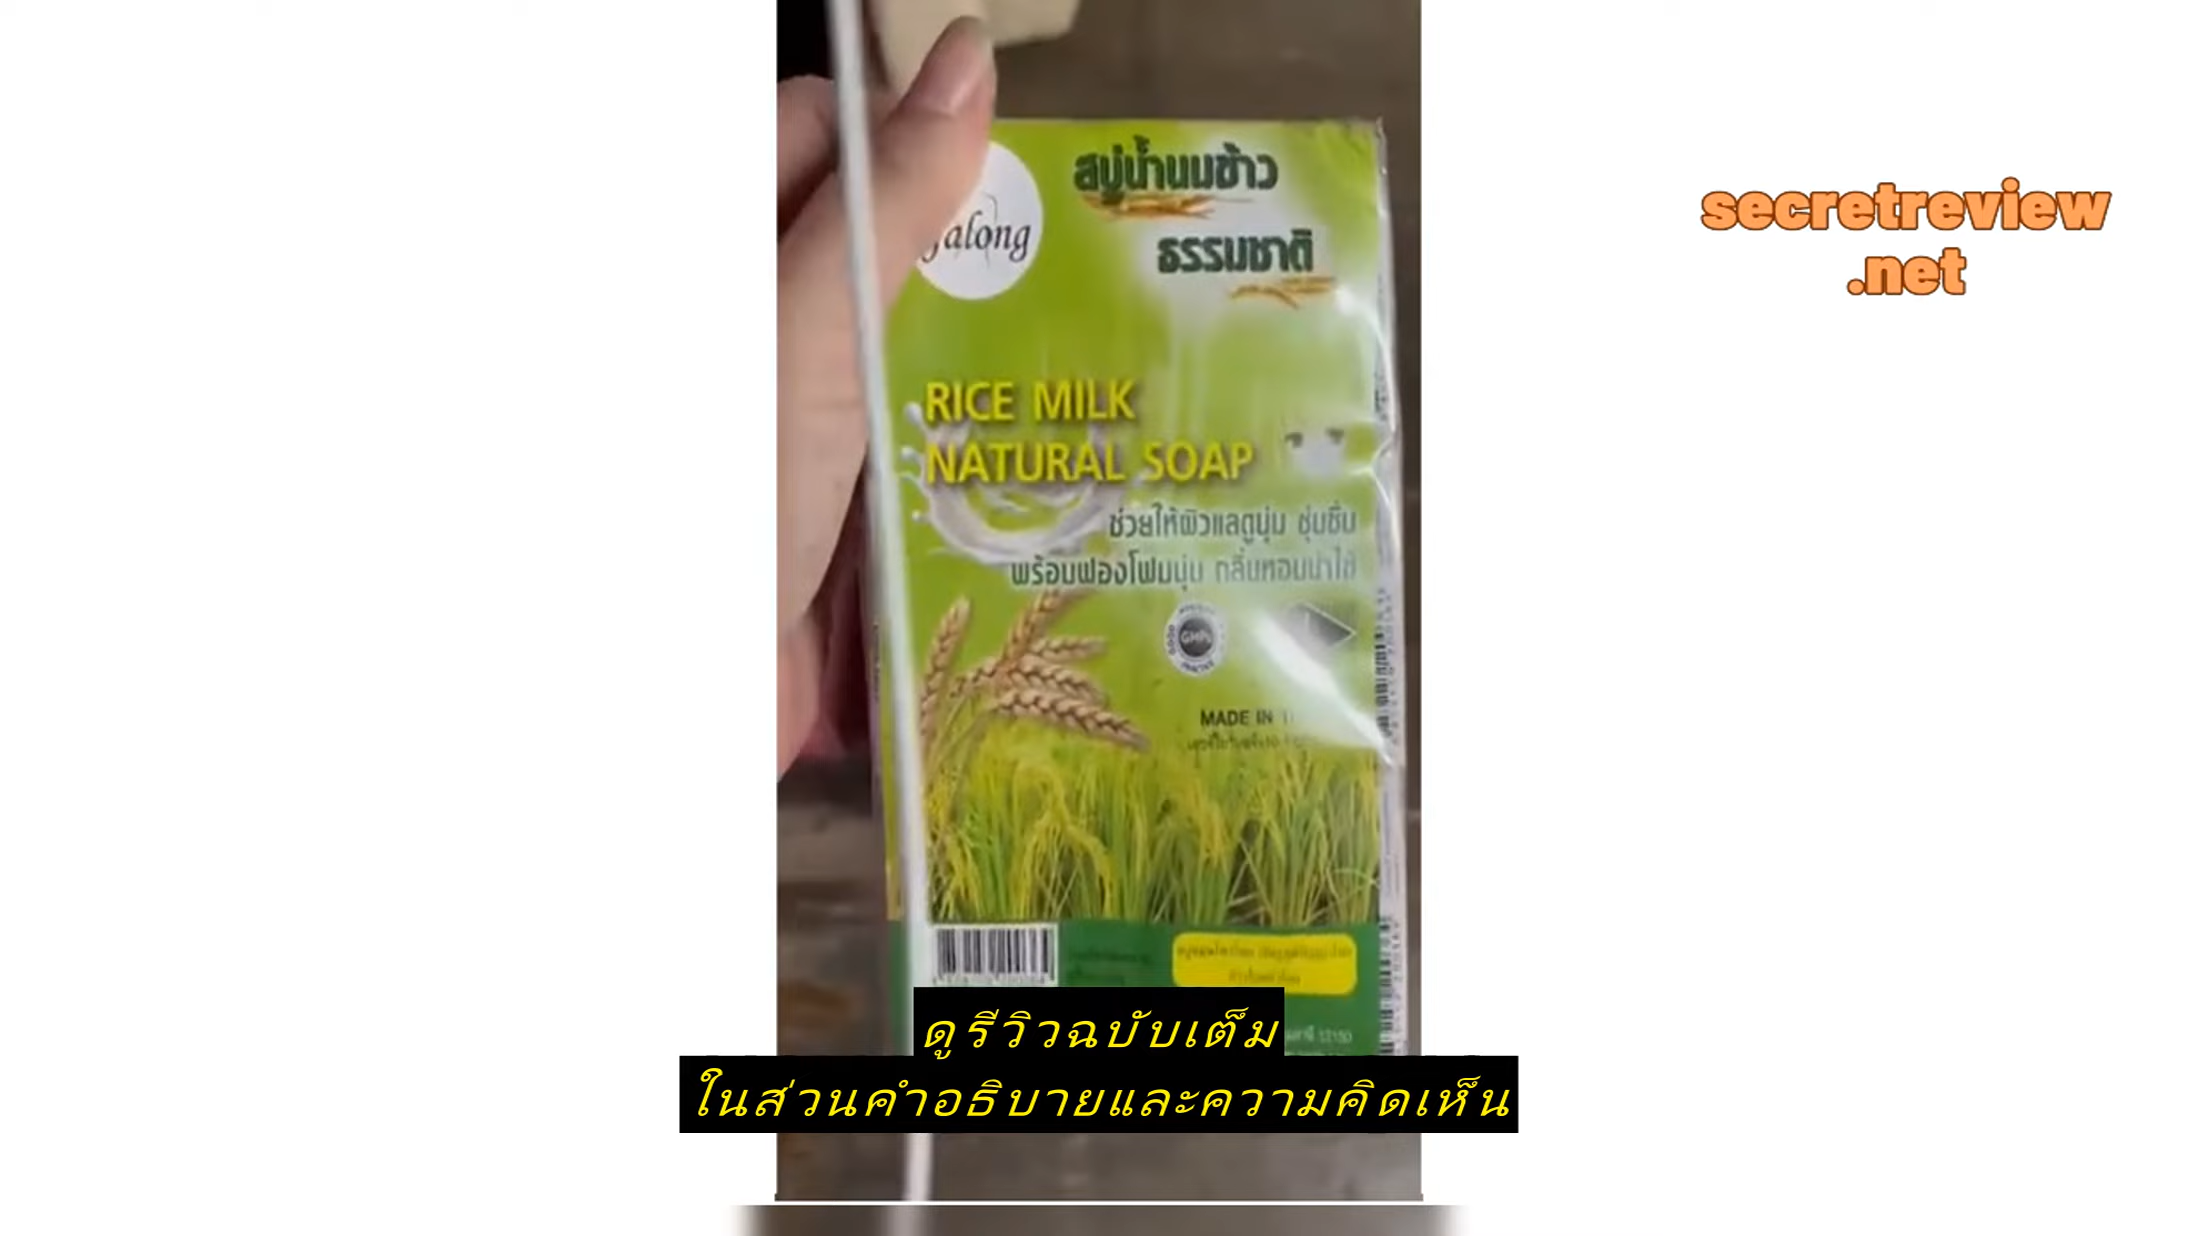 secretreview
.net
สบู่น้ำนมข้าว
ธรรมชาติ
along
RICE MILK
NATURAL SOAP
ช่วยให้ผิวแลดูนุ่ม ชุ่มชื่น
พร้อมฟองโฟมนุ่ม กลิ่นหอมน่าใช้
GMP
MADE IN
ดูรีวิวฉบับเต็ม
ในส่วนคำอธิบายและความคิดเห็น